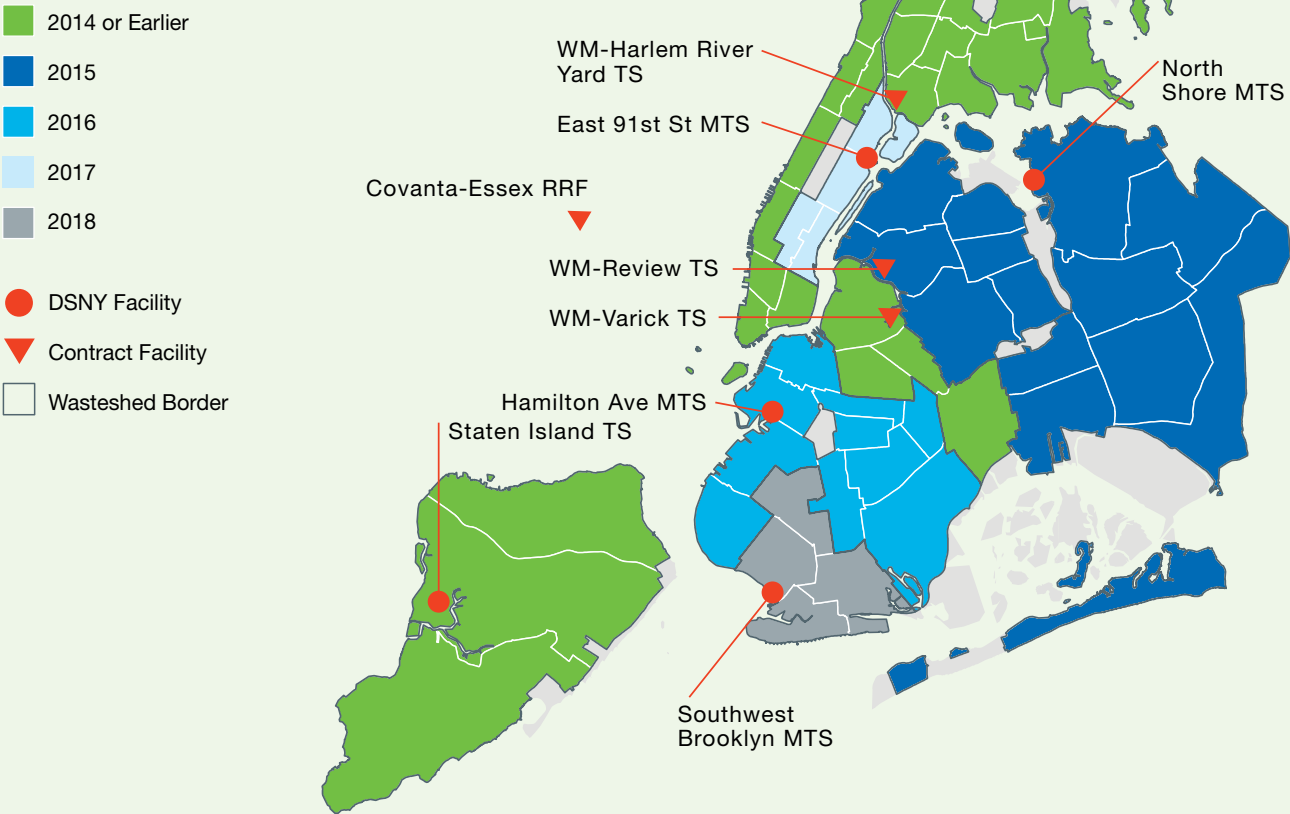 2014 or Earlier
2015
2016
2017
2018
DSNY Facility
Contract Facility
Wasteshed Border
WM-Harlem River
Yard TS
East 91st St MTS
North
Shore MTS
Covanta-Essex RRF
WM-Review TS
WM-Varick TS
Hamilton Ave MTS
Staten Island TS
Southwest
Brooklyn MTS